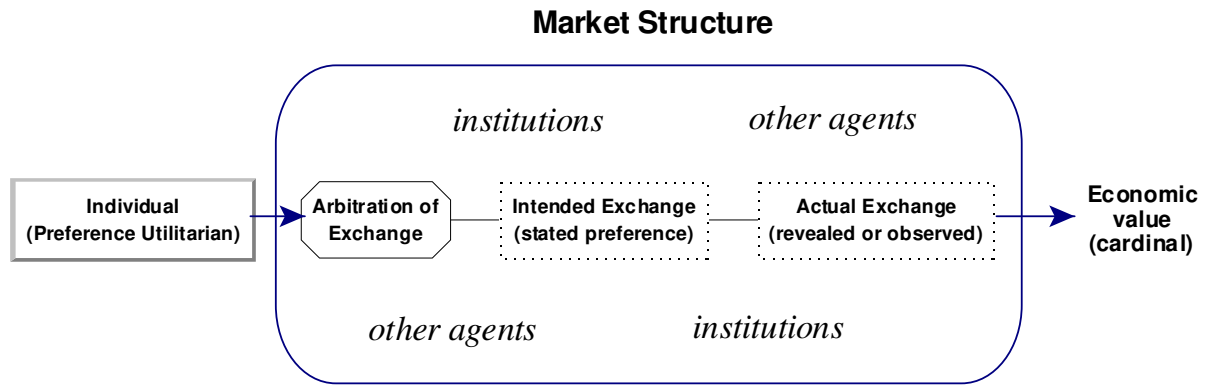 Market Structure
institutions
other agents
Individual
(Preference Utilitarian)
Arbitration of
Exchange
Intended Exchange
(stated preference)
Actual Exchange
(revealed or observed)
Economic
value
(cardinal)
other agents
institutions